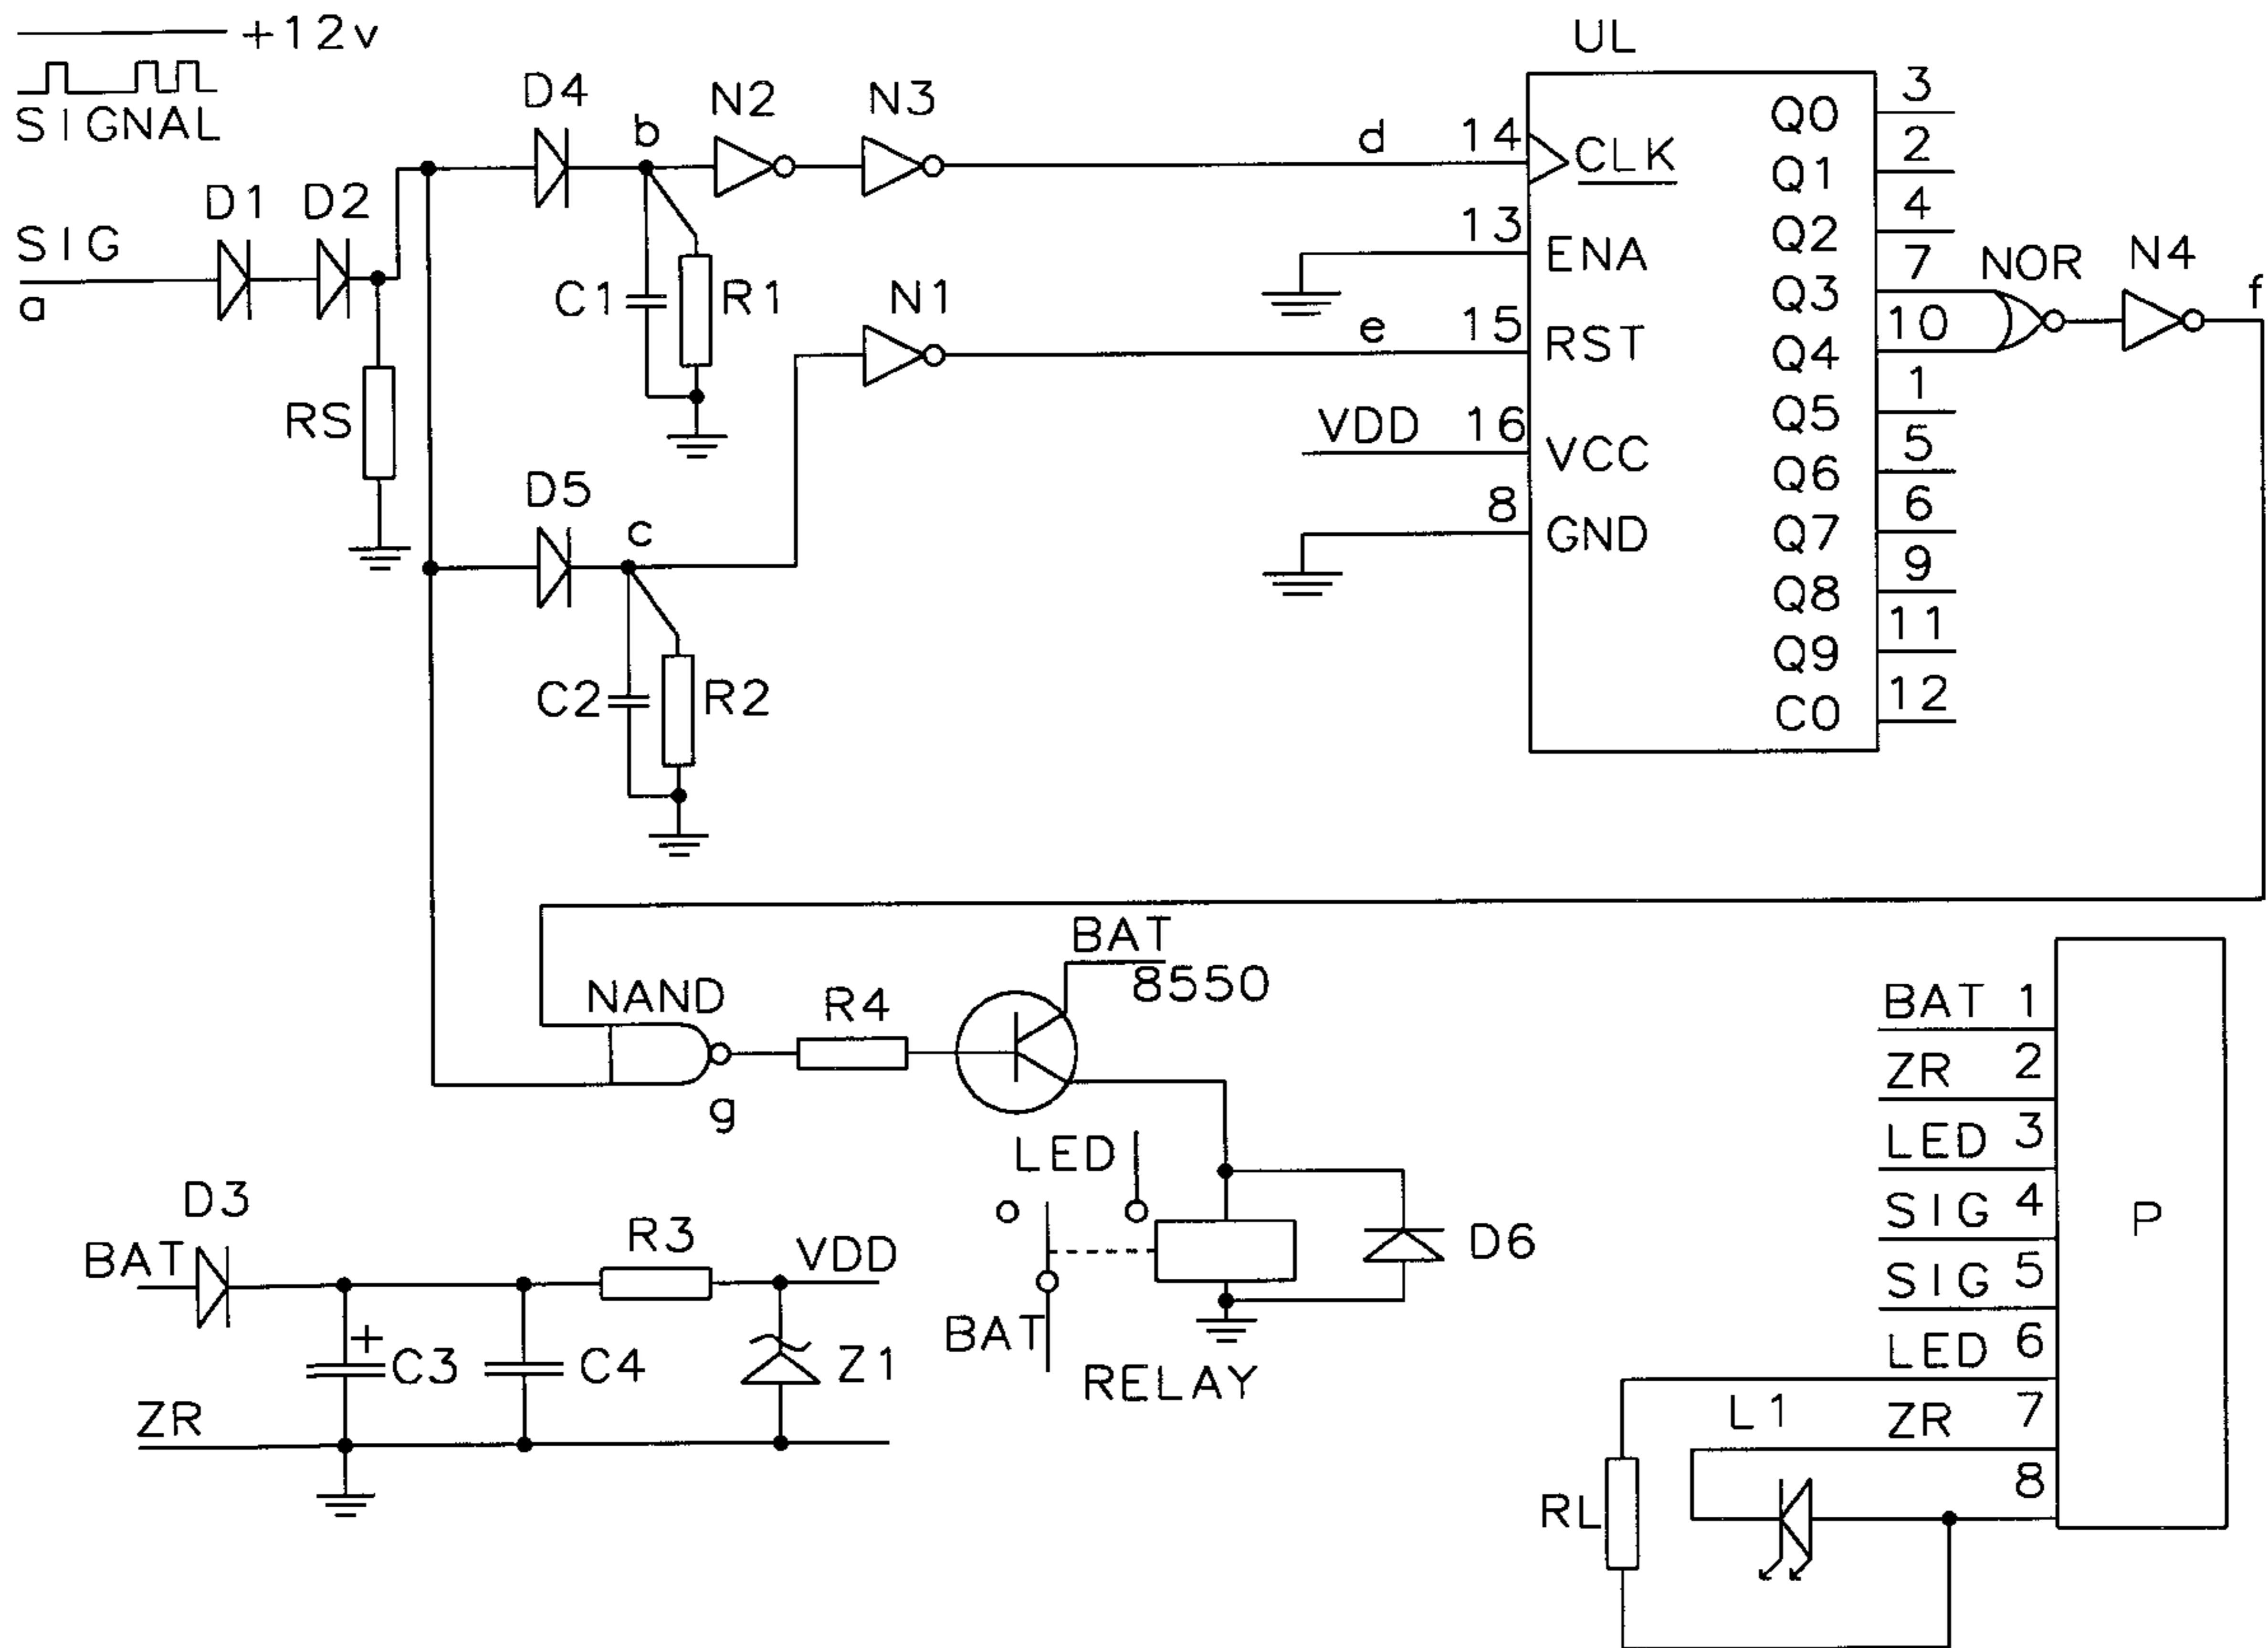 +12v
SIGNAL
SIG
a
D1
D2
RS
D4
b
N2
N3
C1
R1
N1
D5
c
C2
R2
d
e
UL
14
CLK
13
ENA
15
RST
VDD
16
VCC
8
GND
Q0
3
Q1
2
Q2
4
Q3
7
Q4
10
Q5
1
Q6
5
Q7
6
Q8
9
Q9
11
C0
12
NOR
N4
f
NAND
g
R4
BAT
8550
LED
BAT
RELAY
D6
D3
BAT
R3
VDD
C3
+
C4
Z1
ZR
BAT 1
ZR 2
LED 3
SIG 4
SIG 5
LED 6
ZR 7
8
P
L1
RL